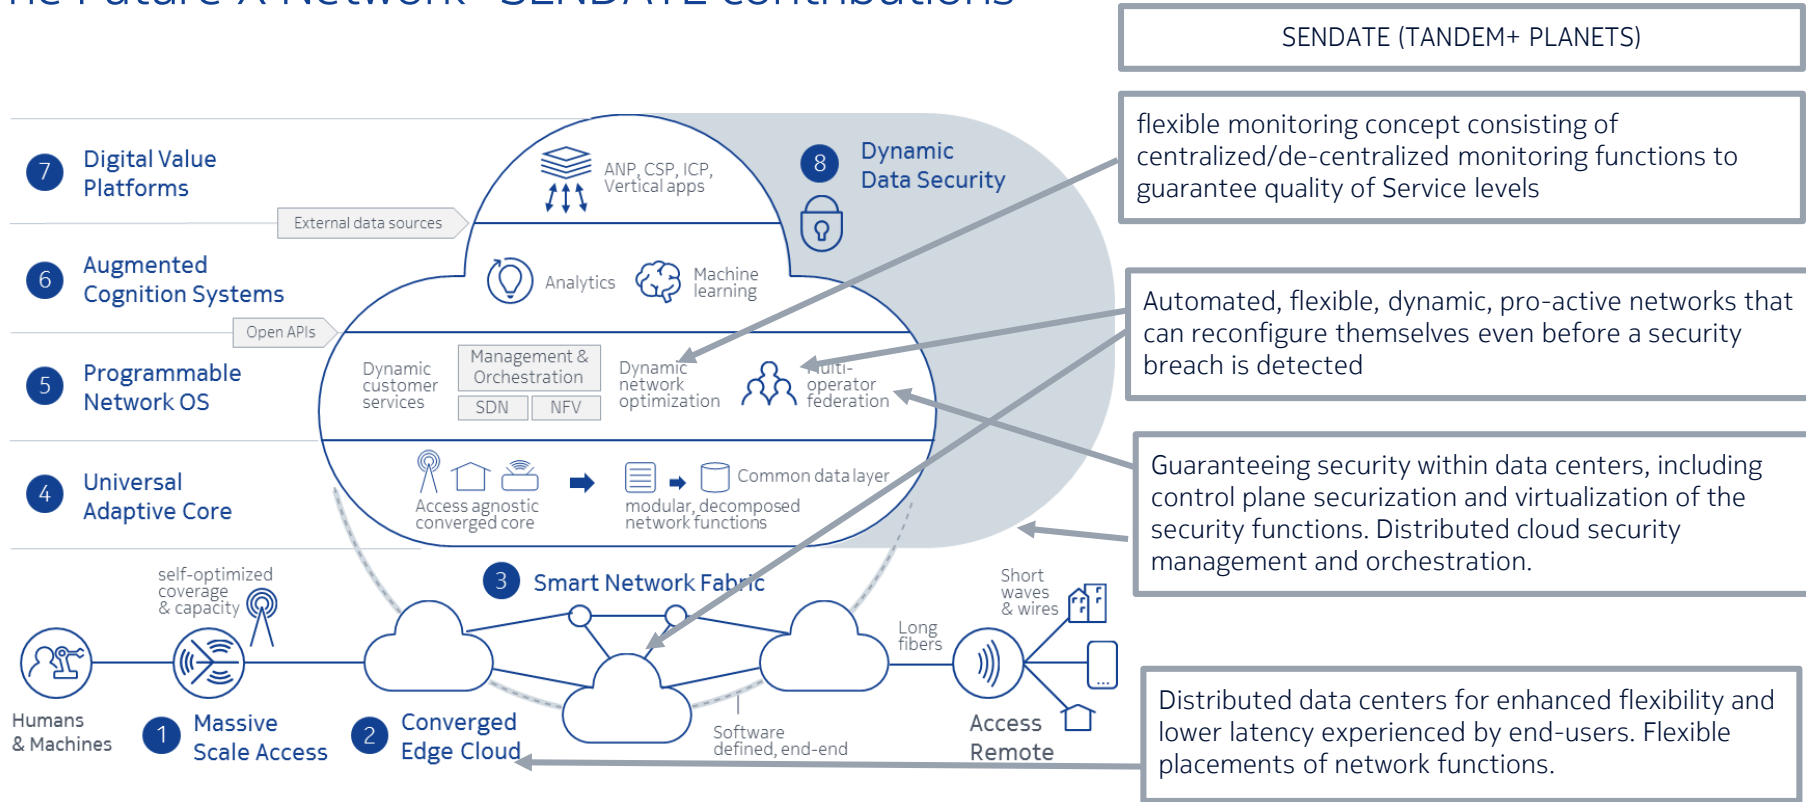 The Future X Network- SENDATE contributions
SENDATE (TANDEM+ PLANETS)
flexible monitoring concept consisting of
centralized/de-centralized monitoring functions to
guarantee quality of Service levels
7
Digital Value
Platforms
ANP, CSP, ICP,
Vertical apps
8
Dynamic
Data Security
External data sources
6
Augmented
Cognition Systems
Analytics
Machine
learning
Automated, flexible, dynamic, pro-active networks that
can reconfigure themselves even before a security
breach is detected
Open APIs
5
Programmable
Network OS
Dynamic
customer
services
Management &
Orchestration
SDN
NFV
Dynamic
network
optimization
Multi-
operator
federation
Guaranteeing security within data centers, including
control plane securization and virtualization of the
security functions. Distributed cloud security
management and orchestration.
4
Universal
Adaptive Core
Access agnostic
converged core
Common data layer
modular, decomposed
network functions
self-optimized
coverage
& capacity
3
Smart Network Fabric
Short
waves
& wires
Long
fibers
Humans
& Machines
1
Massive
Scale Access
2
Converged
Edge Cloud
Software
defined, end-end
Access
Remote
Distributed data centers for enhanced flexibility and
lower latency experienced by end-users. Flexible
placements of network functions.